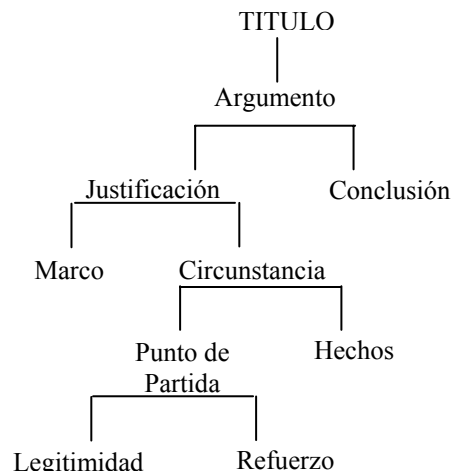 TITULO
Argumento
Justificación
Conclusión
Marco
Circunstancia
Punto de
Partida
Hechos
Legitimidad
Refuerzo